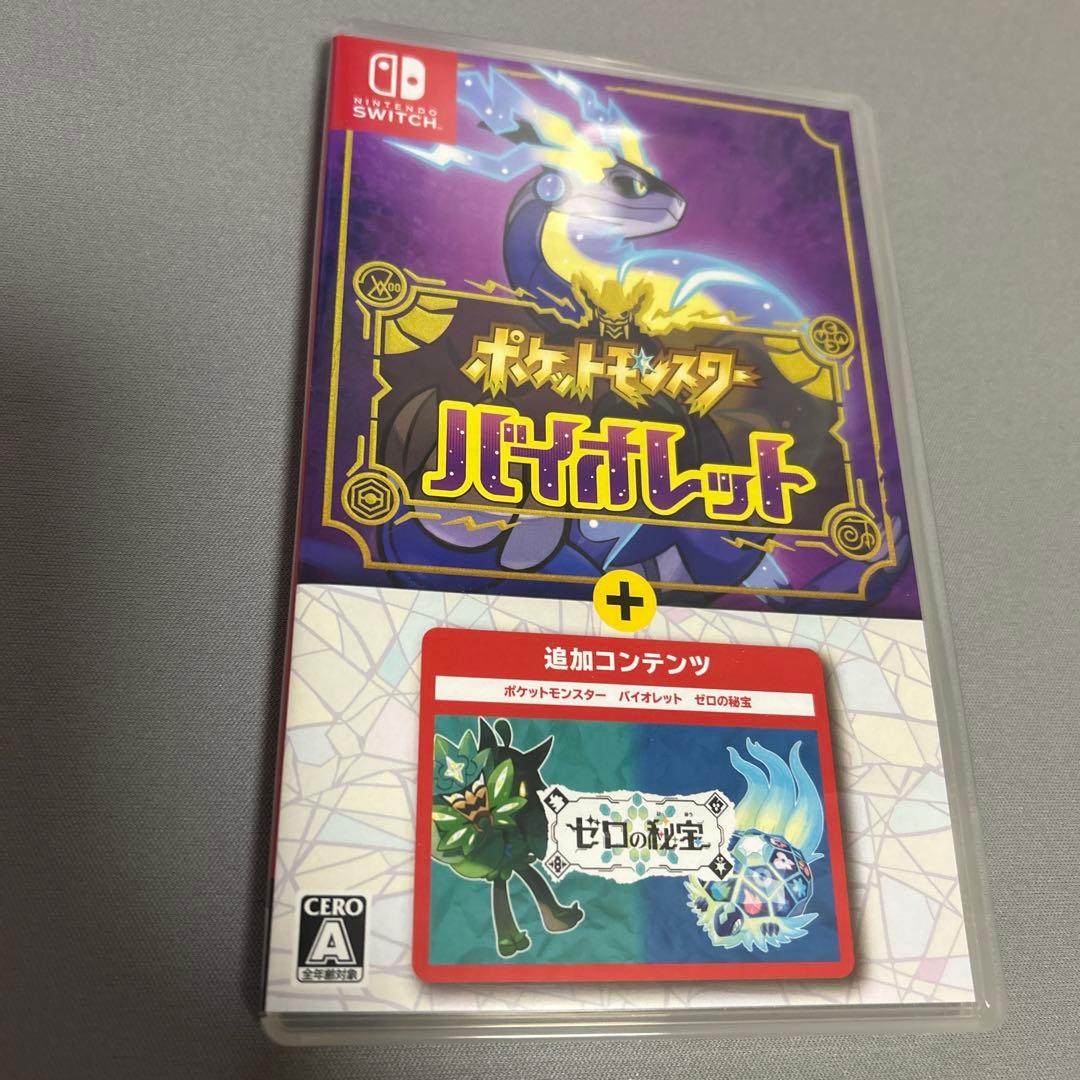 NINTENDO
SWITCH™
ポケットモンスター
バイオレット
+
追加コンテンツ
ポケットモンスター バイオレット ゼロの秘宝
ゼロの秘宝
CERO
A
全年齢対象